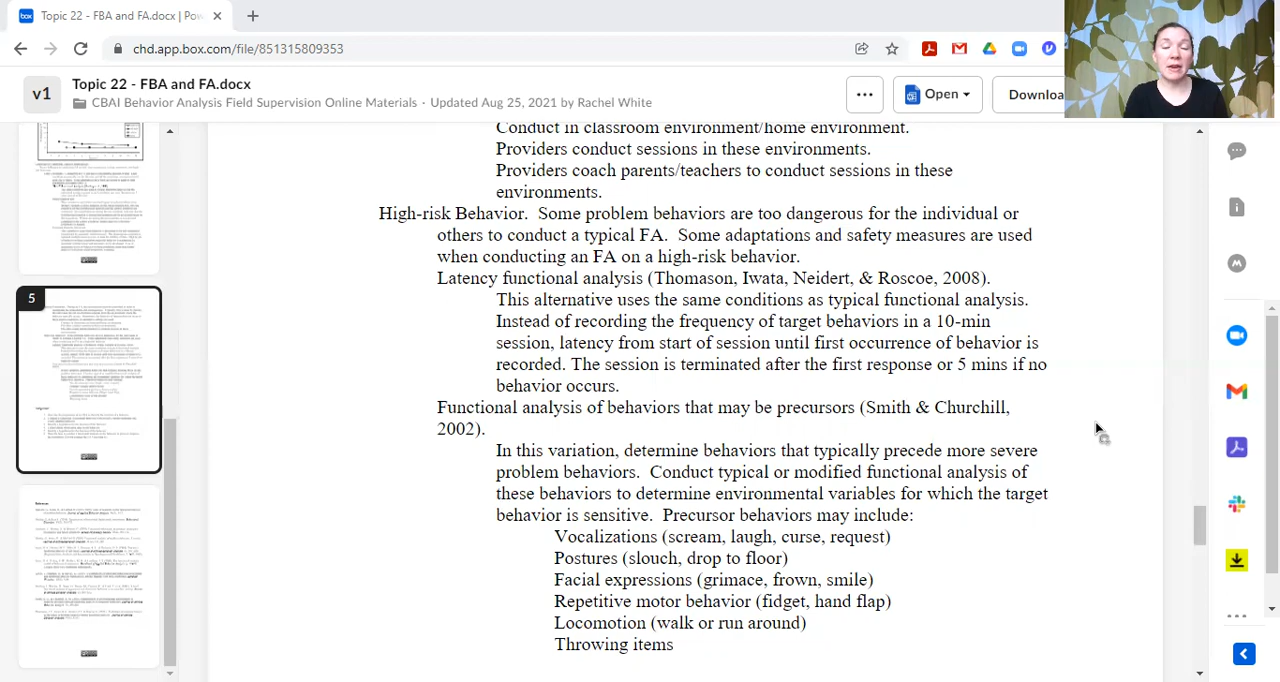 Topic 22 - FBA and FA.docx | Pow
chd.app.box.com/file/851315809353
v1
Topic 22 - FBA and FA.docx
CBAI Behavior Analysis Field Supervision Online Materials · Updated Aug 25, 2021 by Rachel White
Open
Downloa
5
Conduct in classroom environment/home environment.
Providers conduct sessions in these environments.
Providers coach parents/teachers to conduct sessions in these
environments.
High-risk Behavior. Some problem behaviors are too dangerous for the individual or
others to occur in a typical FA. Some adaptations and safety measures are used
when conducting an FA on a high-risk behavior.
Latency functional analysis (Thomason, Iwata, Neidert, & Roscoe, 2008).
This alternative uses the same conditions as typical functional analysis.
Instead of recording the frequency of target behaviors in a 10-min
session, latency from start of session until first occurrence of behavior is
recorded. The session is terminated after the first response or 5 mins if no
behavior occurs.
Functional analysis of behaviors that may be precursors (Smith & Churchill,
2002).
In this variation, determine behaviors that typically precede more severe
problem behaviors. Conduct typical or modified functional analysis of
these behaviors to determine environmental variables for which the target
behavior is sensitive. Precursor behaviors may include:
Vocalizations (scream, laugh, curse, request)
Postures (slouch, drop to floor)
Facial expressions (grimace, frown, smile)
Repetitive motor behavior (fidget, hand flap)
Locomotion (walk or run around)
Throwing items